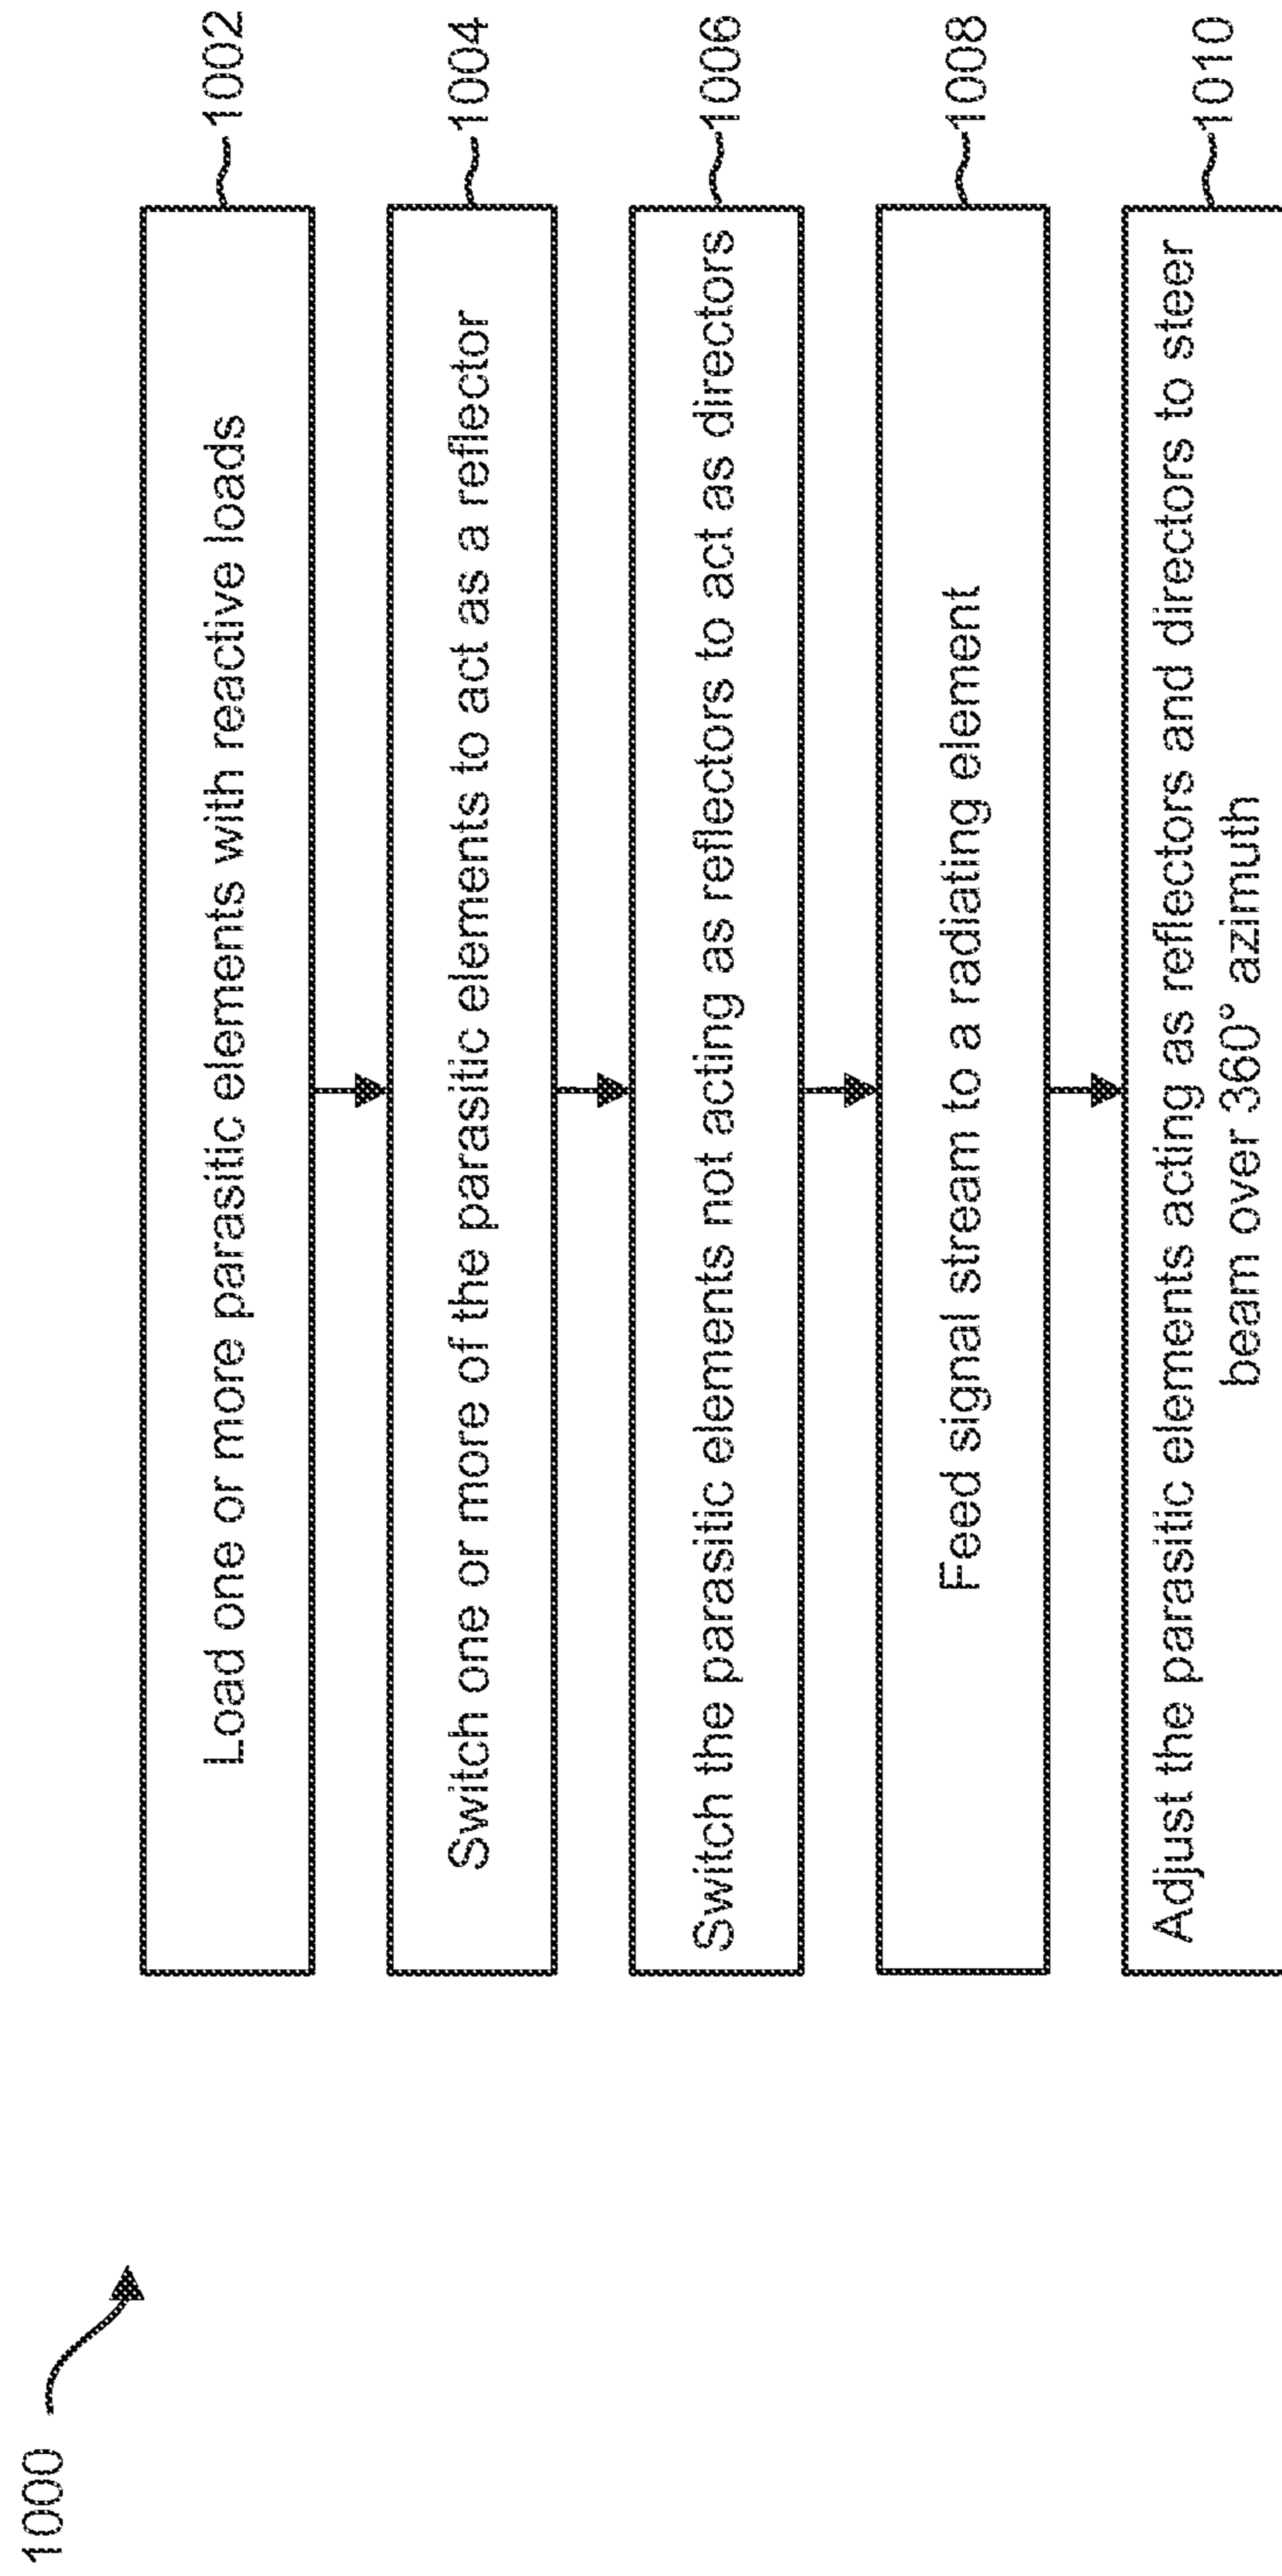 1000
Load one or more parasitic elements with reactive loads
1002
Switch one or more of the parasitic elements to act as a reflector
1004
Switch the parasitic elements not acting as reflectors to act as directors
1006
Feed signal stream to a radiating element
1008
Adjust the parasitic elements acting as reflectors and directors to steer
beam over 360° azimuth
1010